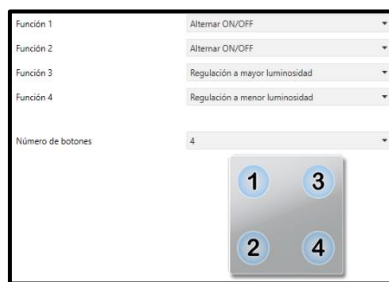 Función 1 Alternar ON/OFF
Función 2 Alternar ON/OFF
Función 3 Regulación a mayor luminosidad
Función 4 Regulación a menor luminosidad
Número de botones 4
1 3
2 4